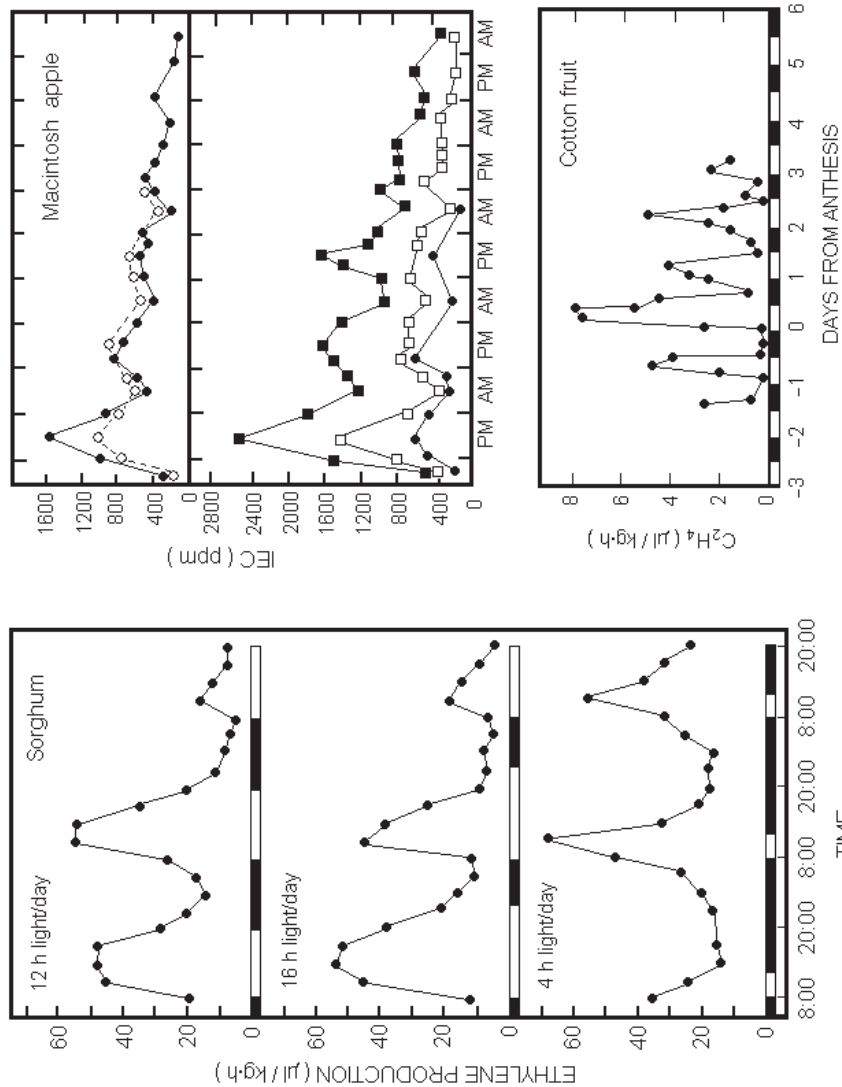 Macintosh apple
1600
1200
800
400
0
2800
2400
2000
1600
1200
800
400
0
IEC ( ppm )
PM
AM
PM
AM
PM
AM
PM
AM
PM
AM
Cotton fruit
8
6
4
2
0
C₂H₄ ( µl / kg·h )
–3
–2
–1
0
1
2
3
4
5
6
DAYS FROM ANTHESIS
Sorghum
12 h light/day
60
40
20
0
16 h light/day
60
40
20
0
4 h light/day
60
40
20
0
ETHYLENE PRODUCTION ( µl / kg·h )
8:00
20:00
8:00
20:00
8:00
20:00
TIME